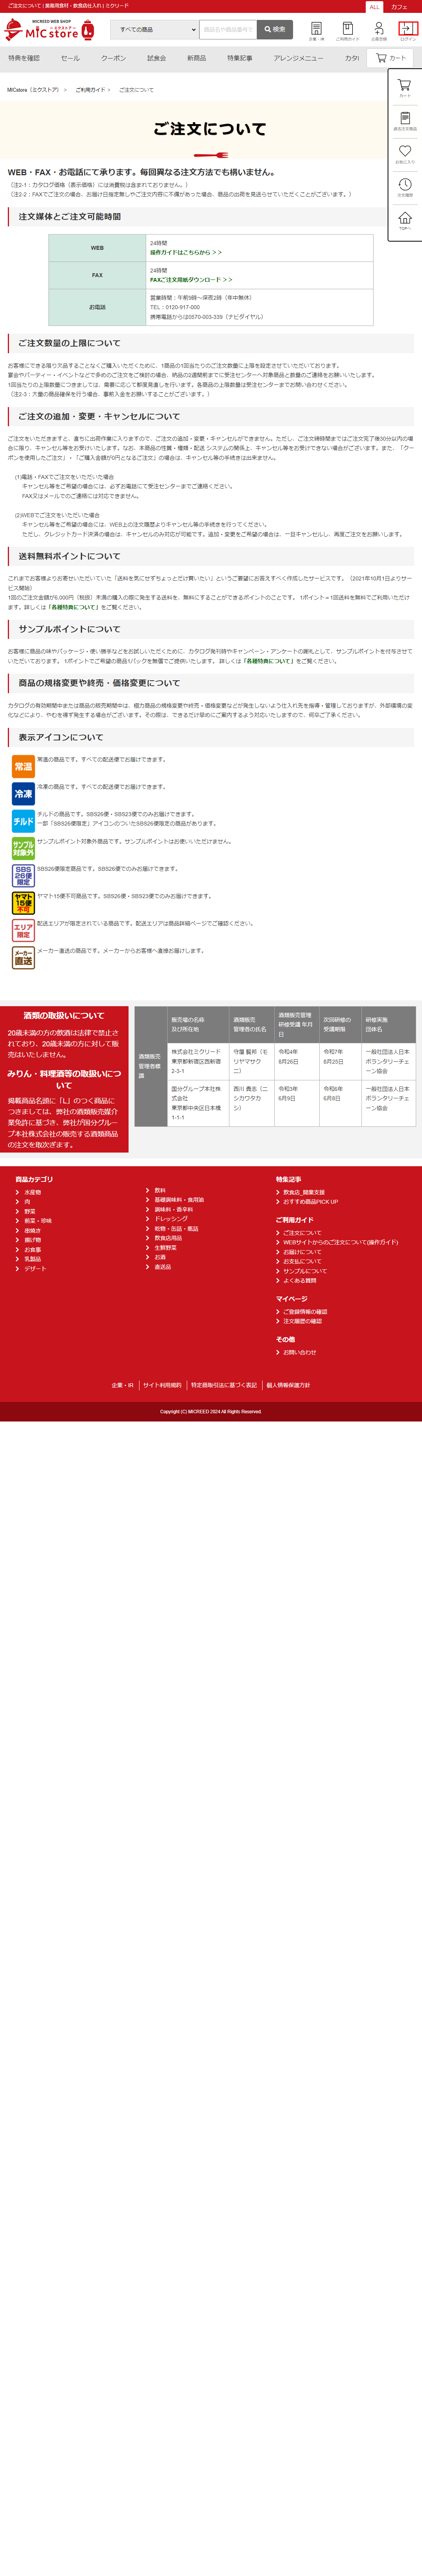 ご注文について | 業務用食材・飲食店仕入れ | ミクリード
ALL カフェ
MICREED WEB SHOP
ーミクストアー
MICstore
すべての商品
商品名や商品番号で
検索
企業・IR ご利用ガイド 会員登録 ログイン
特典を確認 セール クーポン 試食会 新商品 特集記事 アレンジメニュー カタ カート
カート
過去注文商品
お気に入り
注文履歴
TOPへ
MICstore（ミクストア） > ご利用ガイド > ご注文について
ご注文について
WEB・FAX・お電話にて承ります。毎回異なる注文方法でも構いません。
（注2-1：カタログ価格（表示価格）には消費税は含まれておりません。）
（注2-2：FAXでご注文の場合、お届け日指定無しやご注文内容に不備があった場合、商品の出荷を見送らせていただくことがございます。）
注文媒体とご注文可能時間
WEB
24時間
操作ガイドはこちらから >>
FAX
24時間
FAXご注文用紙ダウンロード >>
お電話
営業時間：午前9時～深夜2時（年中無休）
TEL：0120-917-000
携帯電話からは0570-003-339（ナビダイヤル）
ご注文数量の上限について
お客様にできる限り欠品することなくご購入いただくために、1商品の1回当たりのご注文数量に上限を設定させていただいております。
宴会やパーティー・イベントなどで多めのご注文をご検討の場合、納品の2週間前までに受注センターへ対象商品と数量のご連絡をお願いいたします。
1回当たりの上限数量につきましては、需要に応じて都度見直しを行います。各商品の上限数量は受注センターまでお問い合わせください。
（注2-3：大量の商品確保を行う場合、事前入金をお願いすることがございます。）
ご注文の追加・変更・キャンセルについて
ご注文をいただきますと、直ちに出荷作業に入りますので、ご注文の追加・変更・キャンセルができません。ただし、ご注文締時間まではご注文完了後30分以内の場
合に限り、キャンセル等をお受けいたします。なお、本商品の性質・種類・配送 システムの関係上、キャンセル等をお受けできない場合がございます。また、「クー
ポンを使用したご注文」・「ご購入金額が0円となるご注文」の場合は、キャンセル等の手続きは出来ません。
(1)電話・FAXでご注文をいただいた場合
キャンセル等をご希望の場合には、必ずお電話にて受注センターまでご連絡ください。
FAX又はメールでのご連絡には対応できません。
(2)WEBでご注文をいただいた場合
キャンセル等をご希望の場合には、WEB上の注文履歴よりキャンセル等の手続きを行ってください。
ただし、クレジットカード決済の場合は、キャンセルのみ対応が可能です。追加・変更をご希望の場合は、一旦キャンセルし、再度ご注文をお願いします。
送料無料ポイントについて
これまでお客様よりお寄せいただいていた「送料を気にせずちょっとだけ買いたい」というご要望にお答えすべく作成したサービスです。（2021年10月1日よりサー
ビス開始）
1回のご注文金額が6,000円（税抜）未満の購入の際に発生する送料を、無料にすることができるポイントのことです。 1ポイント＝1回送料を無料でご利用いただけ
ます。詳しくは「各種特典について」をご覧ください。
サンプルポイントについて
お客様に商品の味やパッケージ・使い勝手などをお試しいただくために、カタログ発刊時やキャンペーン・アンケートの謝礼として、サンプルポイントを付与させて
いただいております。 1ポイントでご希望の商品1パックを無償でご提供いたします。 詳しくは「各種特典について」をご覧ください。
商品の規格変更や終売・価格変更について
カタログの有効期間中または商品の販売期間中は、極力商品の規格変更や終売・価格変更などが発生しないよう仕入れ先を指導・管理しておりますが、外部環境の変
化などにより、やむを得ず発生する場合がございます。その際は、できるだけ早めにご案内するよう対応いたしますので、何卒ご了承ください。
表示アイコンについて
常温 常温の商品です。すべての配送便でお届けできます。
冷凍 冷凍の商品です。すべての配送便でお届けできます。
チルド チルドの商品です。SBS26便・SBS23便でのみお届けできます。
一部「SBS26便限定」アイコンのついたSBS26便限定の商品があります。
サンプル対象外 サンプルポイント対象外商品です。サンプルポイントはお使いいただけません。
SBS26便限定 SBS26便限定商品です。SBS26便でのみお届けできます。
ヤマト15便不可 ヤマト15便不可商品です。SBS26便・SBS23便でのみお届けできます。
エリア限定 配送エリアが限定されている商品です。配送エリアは商品詳細ページでご確認ください。
メーカー直送 メーカー直送の商品です。メーカーからお客様へ直接お届けします。
酒類の取扱いについて
20歳未満の方の飲酒は法律で禁止さ
れており、20歳未満の方に対して販
売はいたしません。
みりん・料理酒等の取扱いにつ
いて
掲載商品名頭に「L」のつく商品に
つきましては、弊社の酒類販売媒介
業免許に基づき、弊社が国分グルー
プ本社株式会社の販売する酒類商品
の注文を取次ぎます。
酒類販売
管理者標
識
販売場の名称
及び所在地
酒類販売
管理者の氏名
酒類販売管理
研修受講 年月
日
次回研修の
受講期限
研修実施
団体名
株式会社ミクリード
東京都新宿区西新宿
2-3-1
守屋 賢邦（モ
リヤマサク
ニ）
令和4年
8月26日
令和7年
8月25日
一般社団法人日本
ボランタリーチェ
ーン協会
国分グループ本社株
式会社
東京都中央区日本橋
1-1-1
西川 貴志（ニ
シカワタカ
シ）
令和3年
6月9日
令和6年
6月8日
一般社団法人日本
ボランタリーチェ
ーン協会
商品カテゴリ
水産物
肉
野菜
前菜・珍味
串焼き
揚げ物
お食事
乳製品
デザート
飲料
基礎調味料・食用油
調味料・香辛料
ドレッシング
乾物・缶詰・瓶詰
飲食店用品
生鮮野菜
お酒
直送品
特集記事
飲食店_開業支援
おすすめ商品PICK UP
ご利用ガイド
ご注文について
WEBサイトからのご注文について(操作ガイド)
お届けについて
お支払について
サンプルについて
よくある質問
マイページ
ご登録情報の確認
注文履歴の確認
その他
お問い合わせ
企業・IR サイト利用規約 特定商取引法に基づく表記 個人情報保護方針
Copyright (C) MICREED 2024 All Rights Reserved.